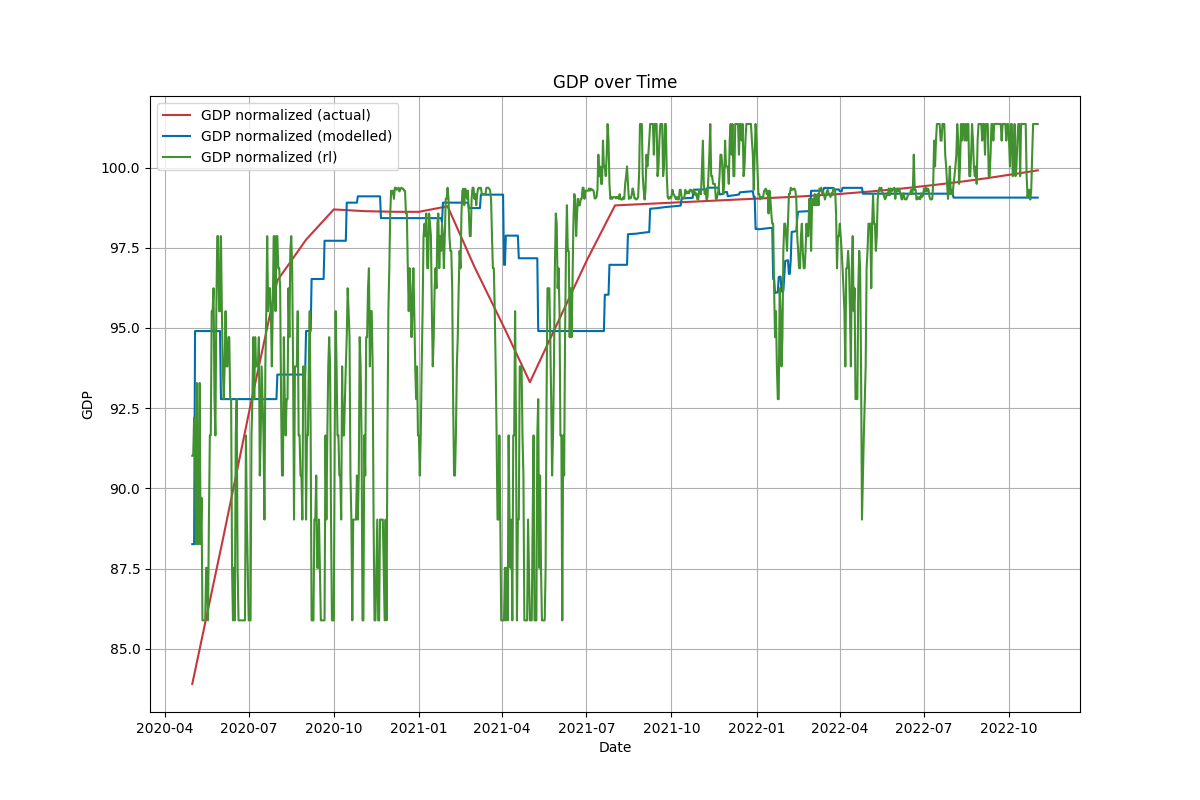 GDP over Time
GDP normalized (actual)
GDP normalized (modelled)
GDP normalized (rl)
100.0
97.5
95.0
92.5
90.0
87.5
85.0
GDP
2020-04 2020-07 2020-10 2021-01 2021-04 2021-07 2021-10 2022-01 2022-04 2022-07 2022-10
Date